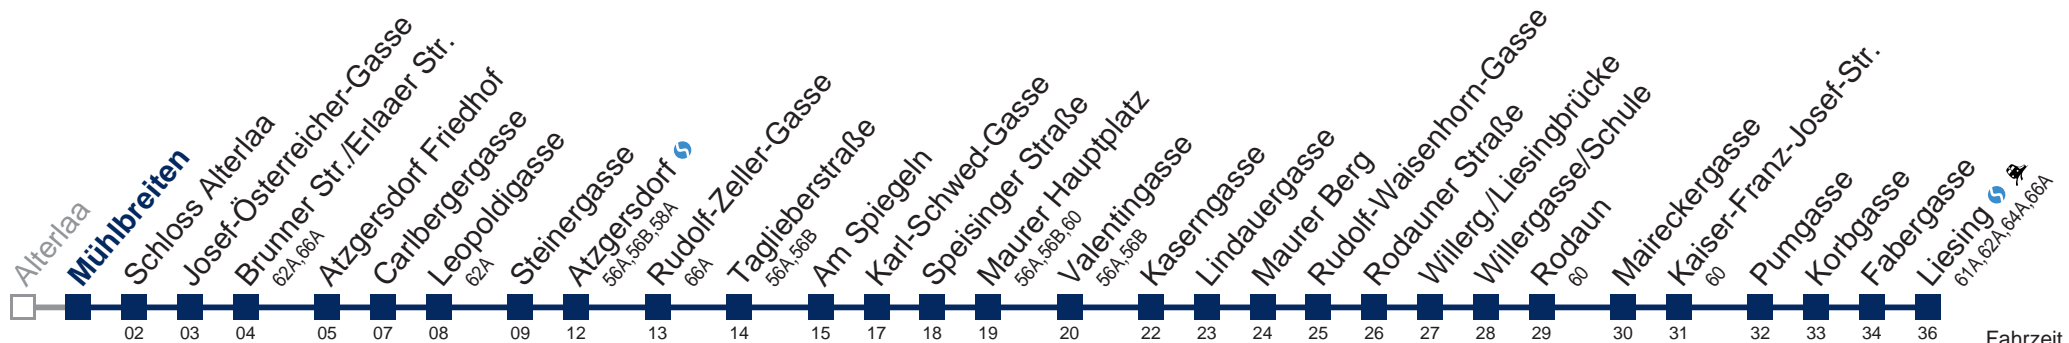 Alterlaa
Mühlbreiten
Schloss Alterlaa
Josef-Österreicher-Gasse
Brunner Str./Erlaaer Str.
62A,66A
Atzgersdorf Friedhof
Carlbergergasse
Leopoldigasse
62A
Steinergasse
Atzgersdorf
56A,56B,58A
Rudolf-Zeller-Gasse
66A
Taglieberstraße
56A,56B
Am Spiegeln
Karl-Schwed-Gasse
Speisinger Straße
Maurer Hauptplatz
56A,56B,60
Valentingasse
56A,56B
Kaserngasse
Lindauergasse
Maurer Berg
Rudolf-Waisenhorn-Gasse
Rodauner Straße
Willerg./Liesingbrücke
Willergasse/Schule
Rodaun
60
Maireckergasse
Kaiser-Franz-Josef-Str.
60
Pumgasse
Korbgasse
Fabergasse
Liesing
61A,62A,64A,66A
02 03 04 05 07 08 09 12 13 14 15 17 18 19 20 22 23 24 25 26 27 28 29 30 31 32 33 34 36 Fahrzeit